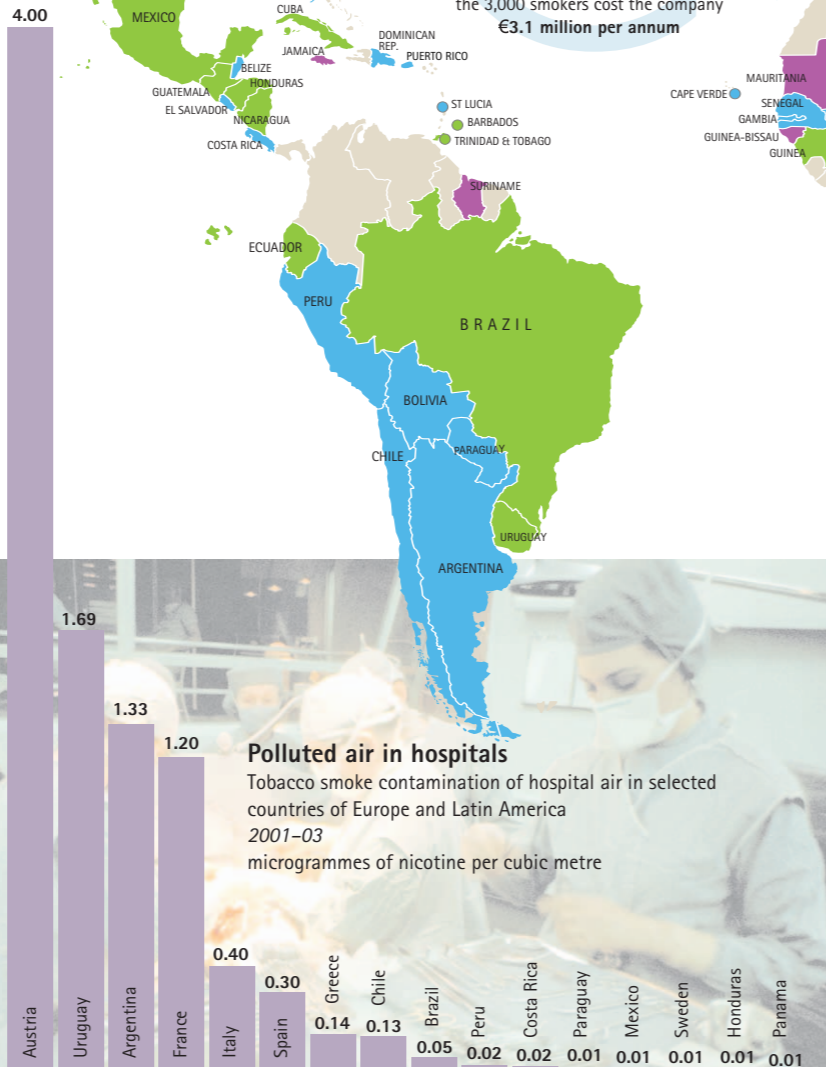 the 3,000 smokers cost the company
€3.1 million per annum
4.00
MEXICO
CUBA
JAMAICA
DOMINICAN
REP.
PUERTO RICO
BELIZE
GUATEMALA
HONDURAS
EL SALVADOR
NICARAGUA
COSTA RICA
ST LUCIA
BARBADOS
TRINIDAD & TOBAGO
MAURITANIA
CAPE VERDE
SENEGAL
GAMBIA
GUINEA-BISSAU
GUINEA
SURINAME
ECUADOR
PERU
BRAZIL
BOLIVIA
CHILE
PARAGUAY
URUGUAY
ARGENTINA
Polluted air in hospitals
Tobacco smoke contamination of hospital air in selected
countries of Europe and Latin America
2001–03
microgrammes of nicotine per cubic metre
1.69
1.33
1.20
0.40
0.30
0.14
0.13
0.05
0.02
0.02
0.01
0.01
0.01
0.01
0.01
Austria
Uruguay
Argentina
France
Italy
Spain
Greece
Chile
Brazil
Peru
Costa Rica
Paraguay
Mexico
Sweden
Honduras
Panama